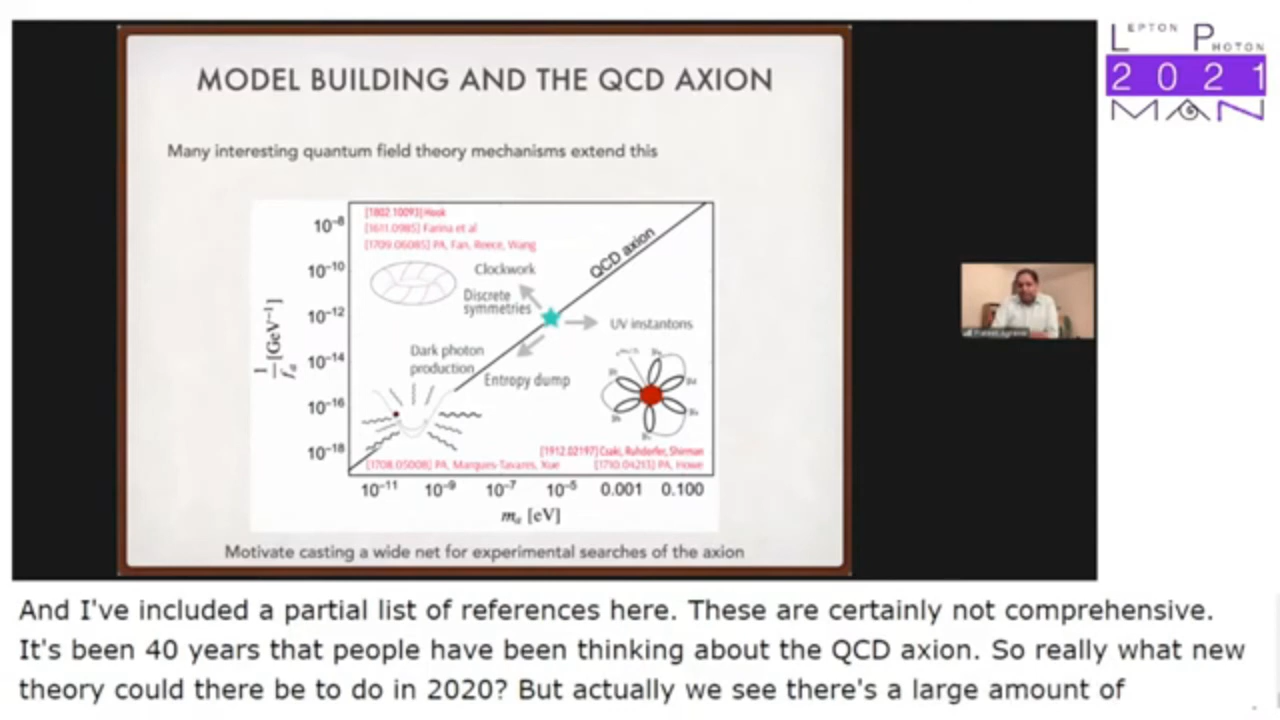 LEPTON PHOTON
2021
MAN
MODEL BUILDING AND THE QCD AXION
Many interesting quantum field theory mechanisms extend this
[1802.10093] Hook
[1611.0985] Farina et al
[1709.06085] PA, Fan, Reece, Wang
QCD axion
Clockwork
Discrete
symmetries
UV instantons
Dark photon
production
Entropy dump
[1912.02197] Csaki, Ruhderfer, Shirman
[1708.05008] PA, Marques-Tavares, Xue
[1710.04213] PA, Howe
10⁻⁸
10⁻¹⁰
10⁻¹²
10⁻¹⁴
10⁻¹⁶
10⁻¹⁸
1/fₐ [GeV⁻¹]
10⁻¹¹ 10⁻⁹ 10⁻⁷ 10⁻⁵ 0.001 0.100
mₐ [eV]
Motivate casting a wide net for experimental searches of the axion
And I've included a partial list of references here. These are certainly not comprehensive.
It's been 40 years that people have been thinking about the QCD axion. So really what new
theory could there be to do in 2020? But actually we see there's a large amount of